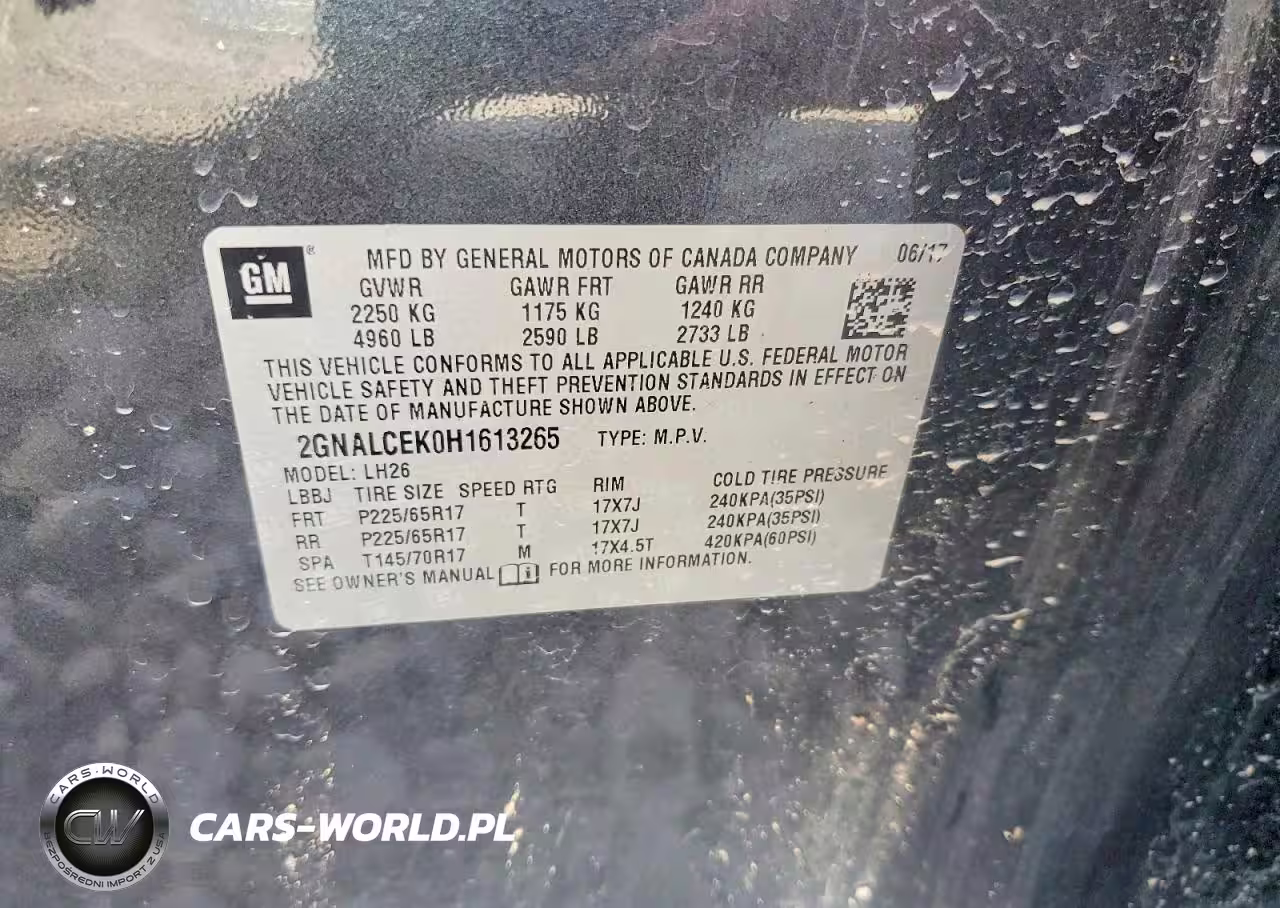 GM ®
MFD BY GENERAL MOTORS OF CANADA COMPANY 06/17
GVWR GAWR FRT GAWR RR
2250 KG 1175 KG 1240 KG
4960 LB 2590 LB 2733 LB
THIS VEHICLE CONFORMS TO ALL APPLICABLE U.S. FEDERAL MOTOR
VEHICLE SAFETY AND THEFT PREVENTION STANDARDS IN EFFECT ON
THE DATE OF MANUFACTURE SHOWN ABOVE.
2GNALCEK0H1613265 TYPE: M.P.V.
MODEL: LH26
LBBJ TIRE SIZE SPEED RTG RIM COLD TIRE PRESSURE
FRT P225/65R17 T 17X7J 240KPA(35PSI)
RR P225/65R17 T 17X7J 240KPA(35PSI)
SPA T145/70R17 M 17X4.5T 420KPA(60PSI)
SEE OWNER'S MANUAL FOR MORE INFORMATION.
CARS-WORLD
CW
BEZPOŚREDNI IMPORT Z USA
CARS-WORLD.PL